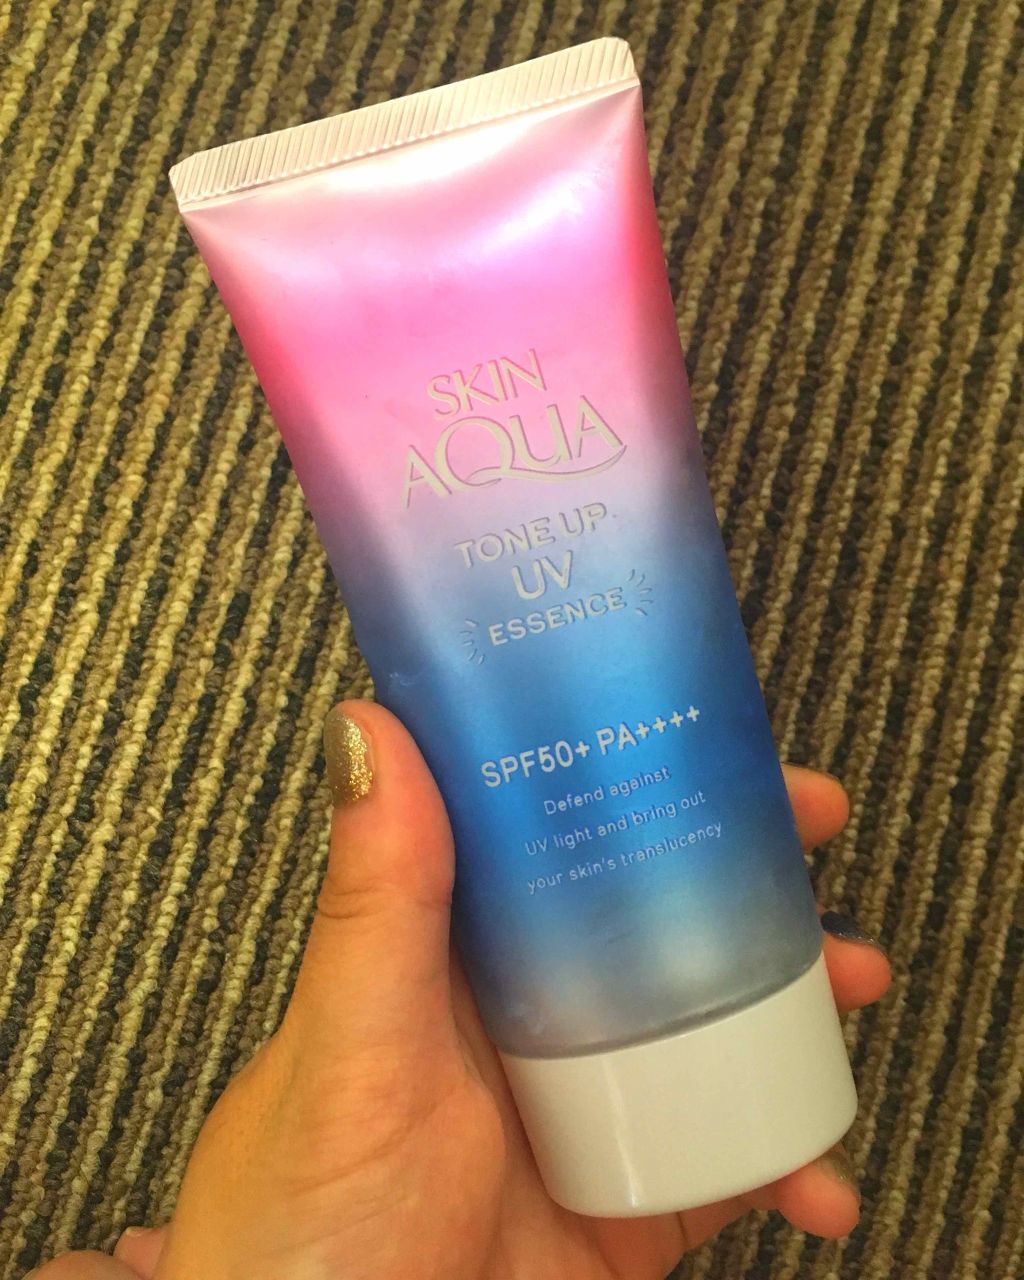 SKIN
AQUA
TONE UP
UV
ESSENCE
SPF50+ PA++++
Defend against
UV light and bring out
your skin's translucency